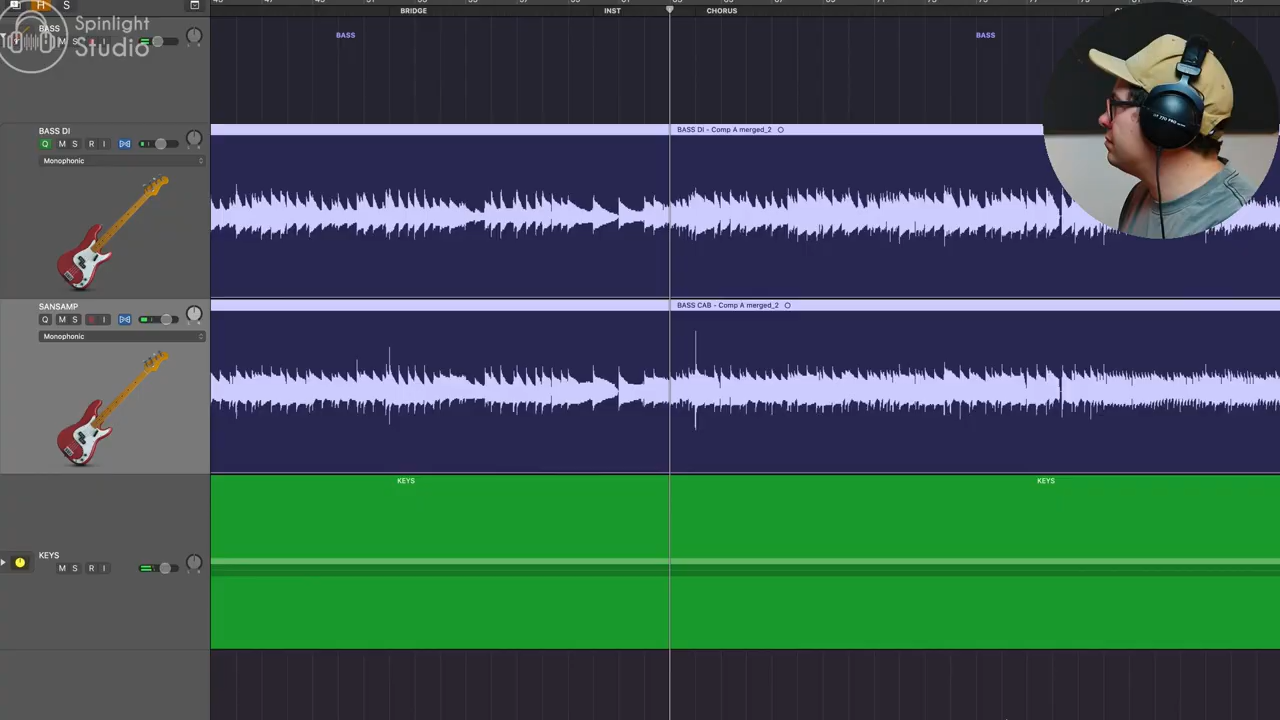 H S
BRIDGE INST CHORUS
Spinlight
Studio
BASS
M S I
BASS BASS
BASS DI
Q M S R I
Monophonic
BASS DI - Comp A merged_2
SANSAMP
Q M S R I
Monophonic
BASS CAB - Comp A merged_2
KEYS KEYS
KEYS
M S R I